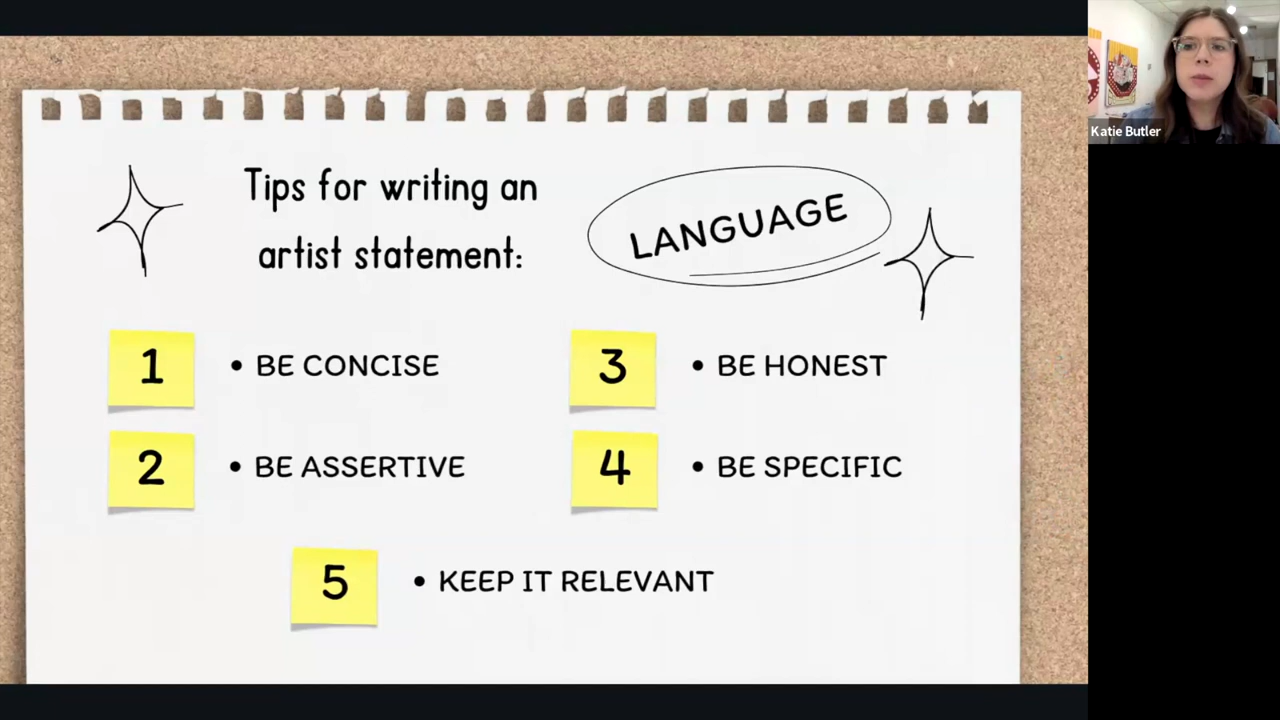 Tips for writing an
artist statement:
LANGUAGE
1
• BE CONCISE
2
• BE ASSERTIVE
3
• BE HONEST
4
• BE SPECIFIC
5
• KEEP IT RELEVANT
Katie Butler